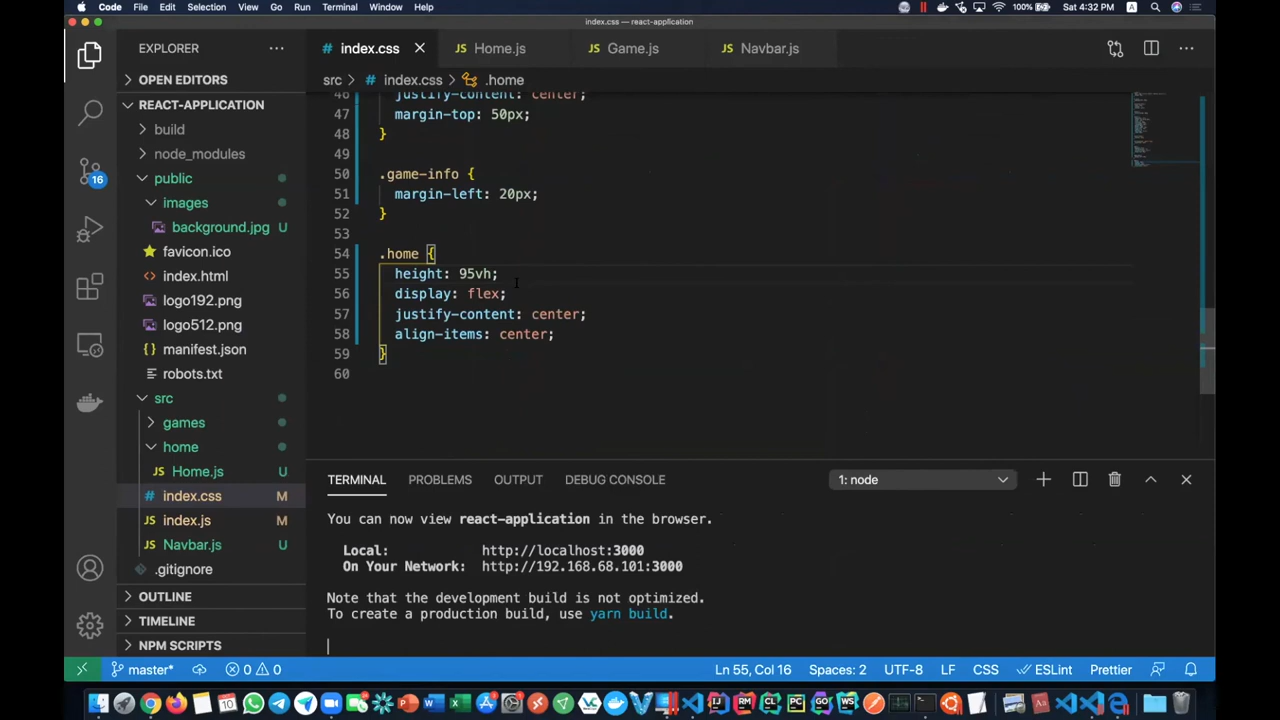 Code File Edit Selection View Go Run Terminal Window Help 100% Sat 4:32 PM
index.css — react-application
EXPLORER
index.css Home.js Game.js Navbar.js
OPEN EDITORS
src > # index.css > .home
REACT-APPLICATION
build
node_modules
public
images
background.jpg U
favicon.ico
index.html
logo192.png
logo512.png
manifest.json
robots.txt
src
games
home
JS Home.js U
# index.css M
JS index.js M
JS Navbar.js U
.gitignore
OUTLINE
TIMELINE
NPM SCRIPTS
16
46 justify-content: center;
47 margin-top: 50px;
48 }
49
50 .game-info {
51 margin-left: 20px;
52 }
53
54 .home {
55 height: 95vh;
56 display: flex;
57 justify-content: center;
58 align-items: center;
59 }
60
TERMINAL PROBLEMS OUTPUT DEBUG CONSOLE 1: node
You can now view react-application in the browser.
Local: http://localhost:3000
On Your Network: http://192.168.68.101:3000
Note that the development build is not optimized.
To create a production build, use yarn build.
master* 0 0 Ln 55, Col 16 Spaces: 2 UTF-8 LF CSS ESLint Prettier